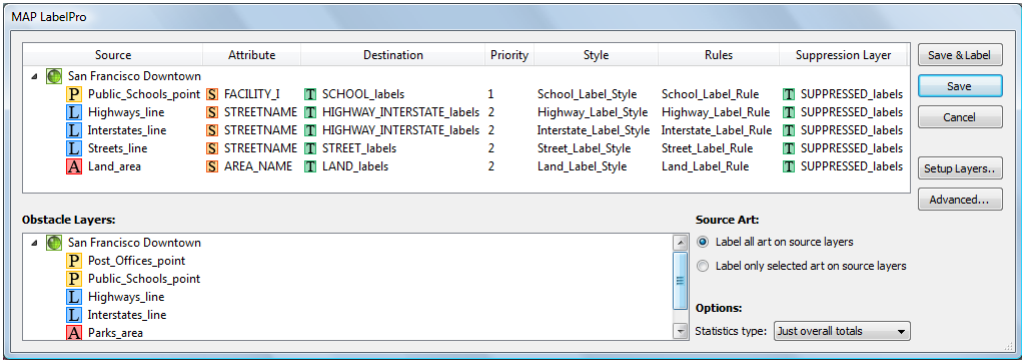 MAP LabelPro
Source Attribute Destination Priority Style Rules Suppression Layer
San Francisco Downtown
P Public_Schools_point S FACILITY_I T SCHOOL_labels 1 School_Label_Style School_Label_Rule T SUPPRESSED_labels
L Highways_line S STREETNAME T HIGHWAY_INTERSTATE_labels 2 Highway_Label_Style Highway_Label_Rule T SUPPRESSED_labels
L Interstates_line S STREETNAME T HIGHWAY_INTERSTATE_labels 2 Interstate_Label_Style Interstate_Label_Rule T SUPPRESSED_labels
L Streets_line S STREETNAME T STREET_labels 2 Street_Label_Style Street_Label_Rule T SUPPRESSED_labels
A Land_area S AREA_NAME T LAND_labels 2 Land_Label_Style Land_Label_Rule T SUPPRESSED_labels
Save & Label
Save
Cancel
Setup Layers..
Advanced...
Obstacle Layers:
San Francisco Downtown
P Post_Offices_point
P Public_Schools_point
L Highways_line
L Interstates_line
A Parks_area
Source Art:
Label all art on source layers
Label only selected art on source layers
Options:
Statistics type: Just overall totals